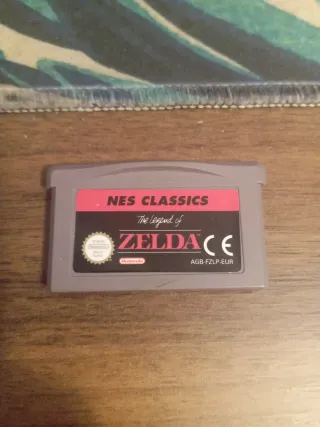 NES CLASSICS
The Legend of
ZELDA CE
Nintendo
AGB-FZLP-EUR